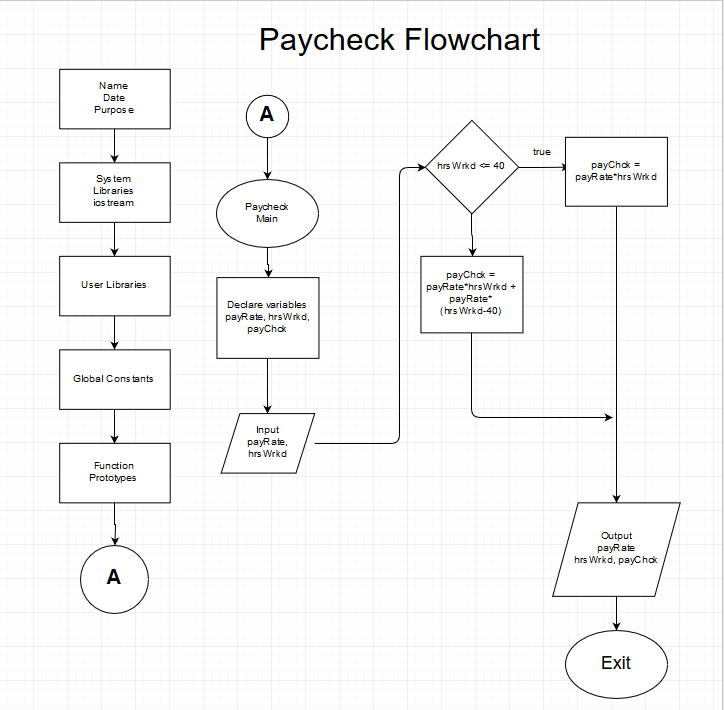 Paycheck Flowchart
Name
Date
Purpose
System
Libraries
iostream
User Libraries
Global Constants
Function
Prototypes
A
A
Paycheck
Main
Declare variables
payRate, hrsWrkd,
payChck
Input
payRate,
hrsWrkd
hrsWrkd <= 40
true
payChck =
payRate*hrsWrkd
payChck =
payRate*hrsWrkd +
payRate*
(hrsWrkd-40)
Output
payRate
hrsWrkd, payChck
Exit